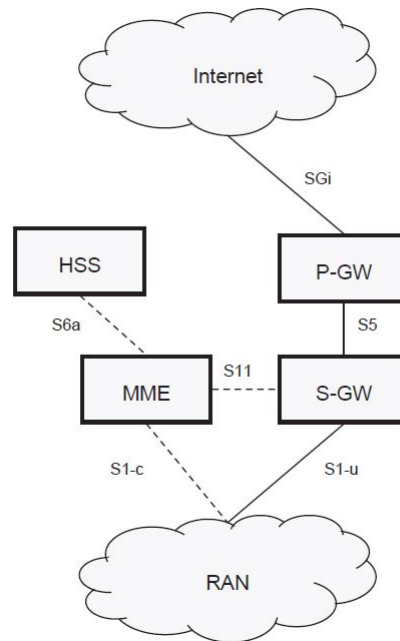 Internet
SGi
HSS
P-GW
S6a
S5
MME
S11
S-GW
S1-c
S1-u
RAN